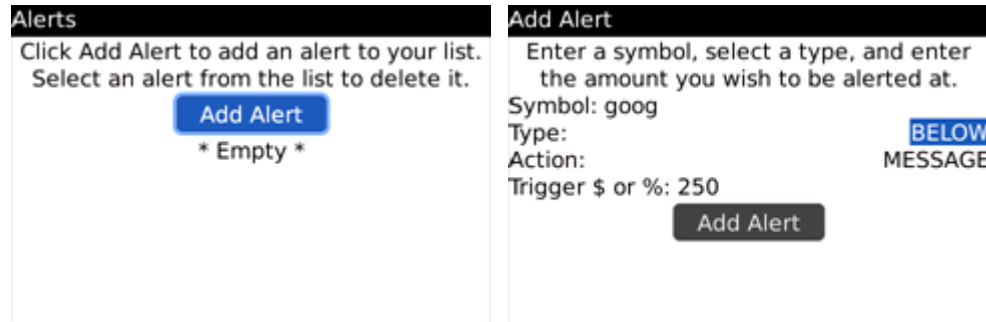 Alerts
Click Add Alert to add an alert to your list.
Select an alert from the list to delete it.
Add Alert
* Empty *
Add Alert
Enter a symbol, select a type, and enter
the amount you wish to be alerted at.
Symbol: goog
Type: BELOW
Action: MESSAGE
Trigger $ or %: 250
Add Alert